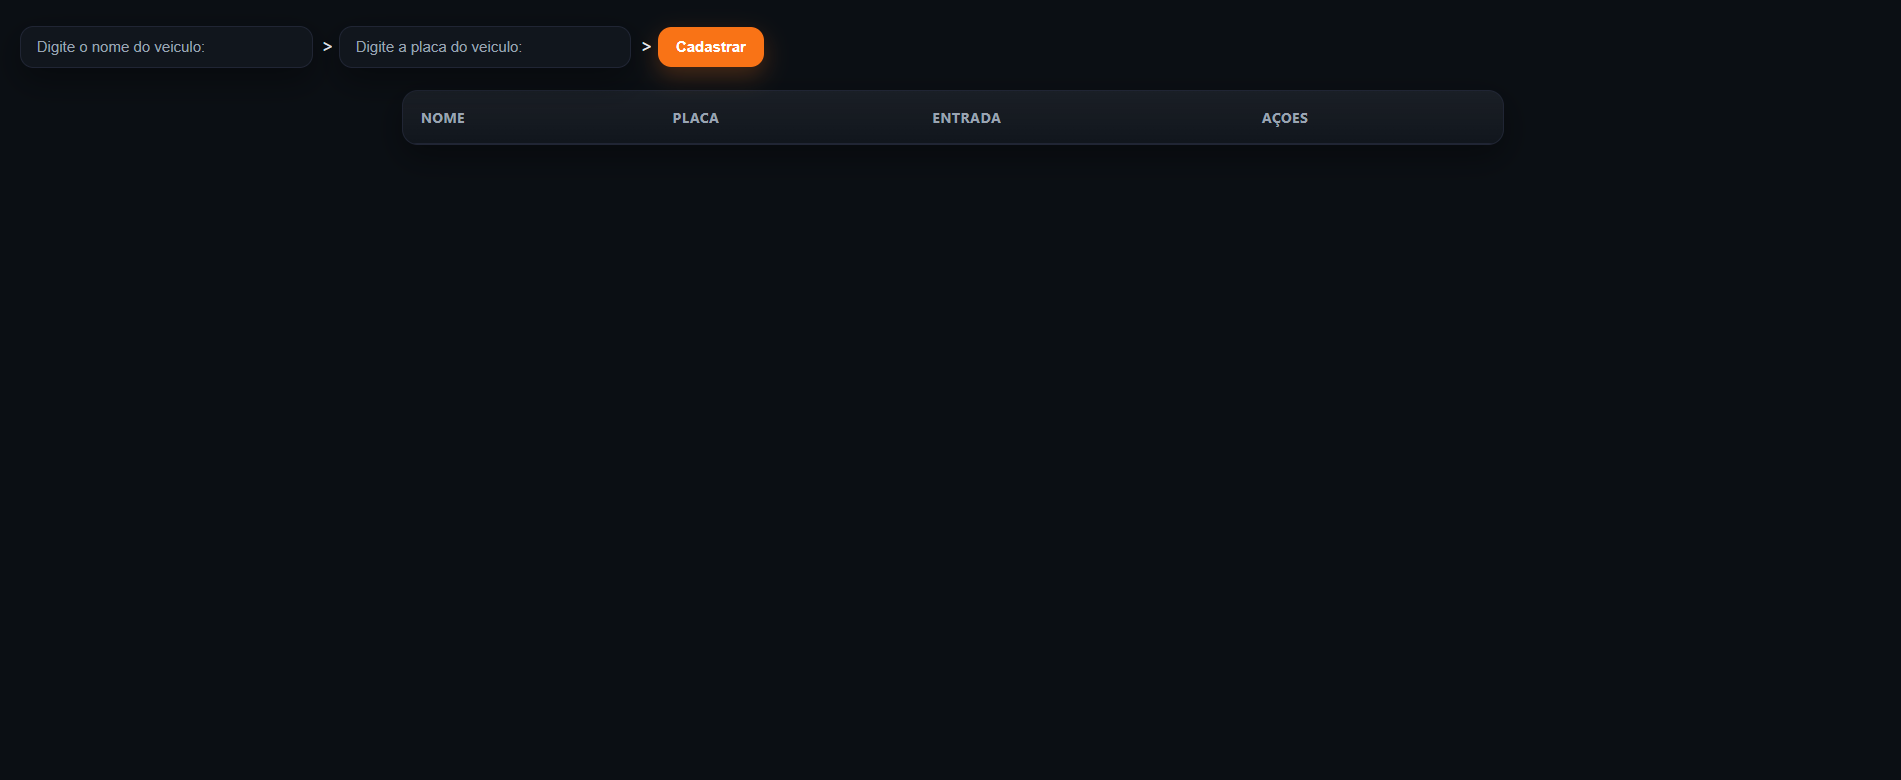 Digite o nome do veiculo: > Digite a placa do veiculo: > Cadastrar
NOME PLACA ENTRADA AÇOES